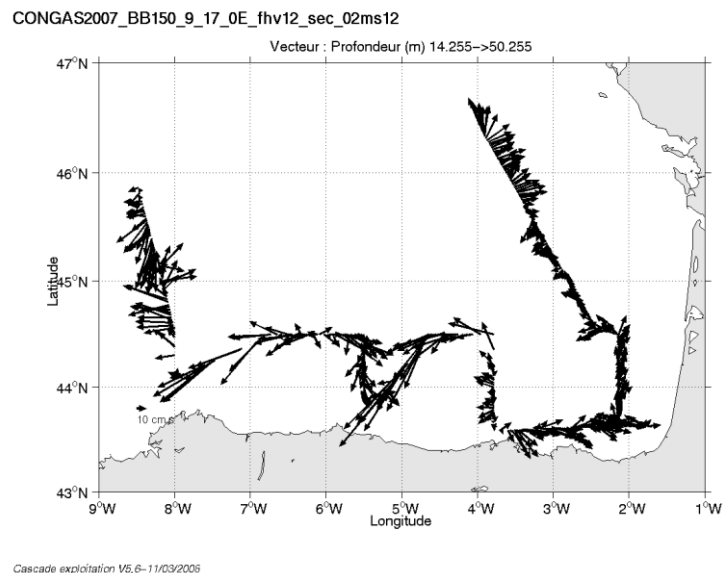 CONGAS2007_BB150_9_17_0E_fhv12_sec_02ms12
Vecteur : Profondeur (m) 14.255->50.255
47°N
46°N
45°N
44°N
43°N
Latitude
10 cm
9°W 8°W 7°W 6°W 5°W 4°W 3°W 2°W 1°W
Longitude
Cascade exploitation V5.6-11/03/2008